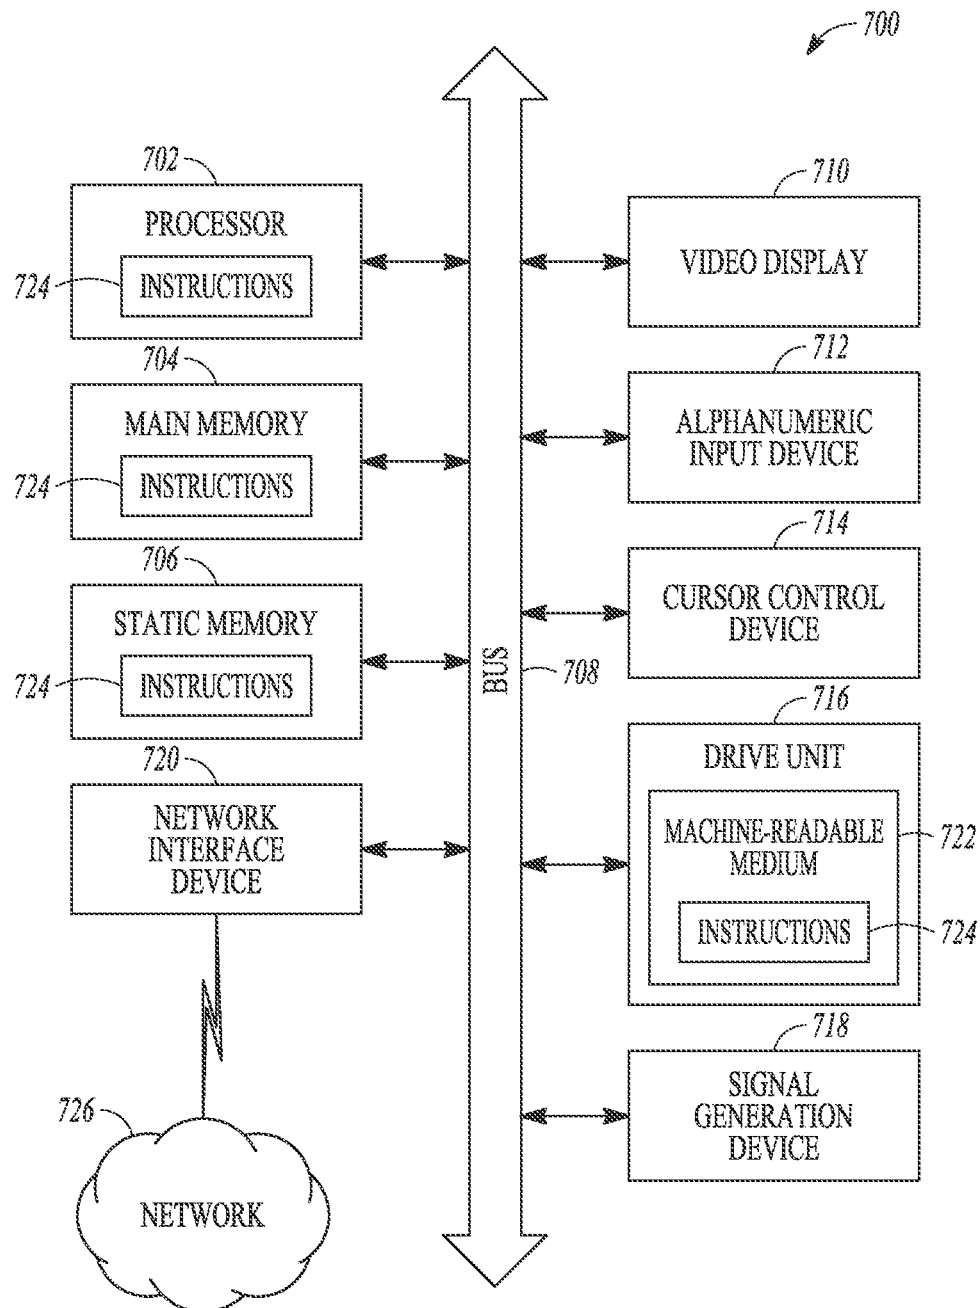 700
702
PROCESSOR
724
INSTRUCTIONS
704
MAIN MEMORY
724
INSTRUCTIONS
706
STATIC MEMORY
724
INSTRUCTIONS
720
NETWORK
INTERFACE
DEVICE
726
NETWORK
BUS
708
710
VIDEO DISPLAY
712
ALPHANUMERIC
INPUT DEVICE
714
CURSOR CONTROL
DEVICE
716
DRIVE UNIT
MACHINE-READABLE
MEDIUM
722
INSTRUCTIONS
724
718
SIGNAL
GENERATION
DEVICE